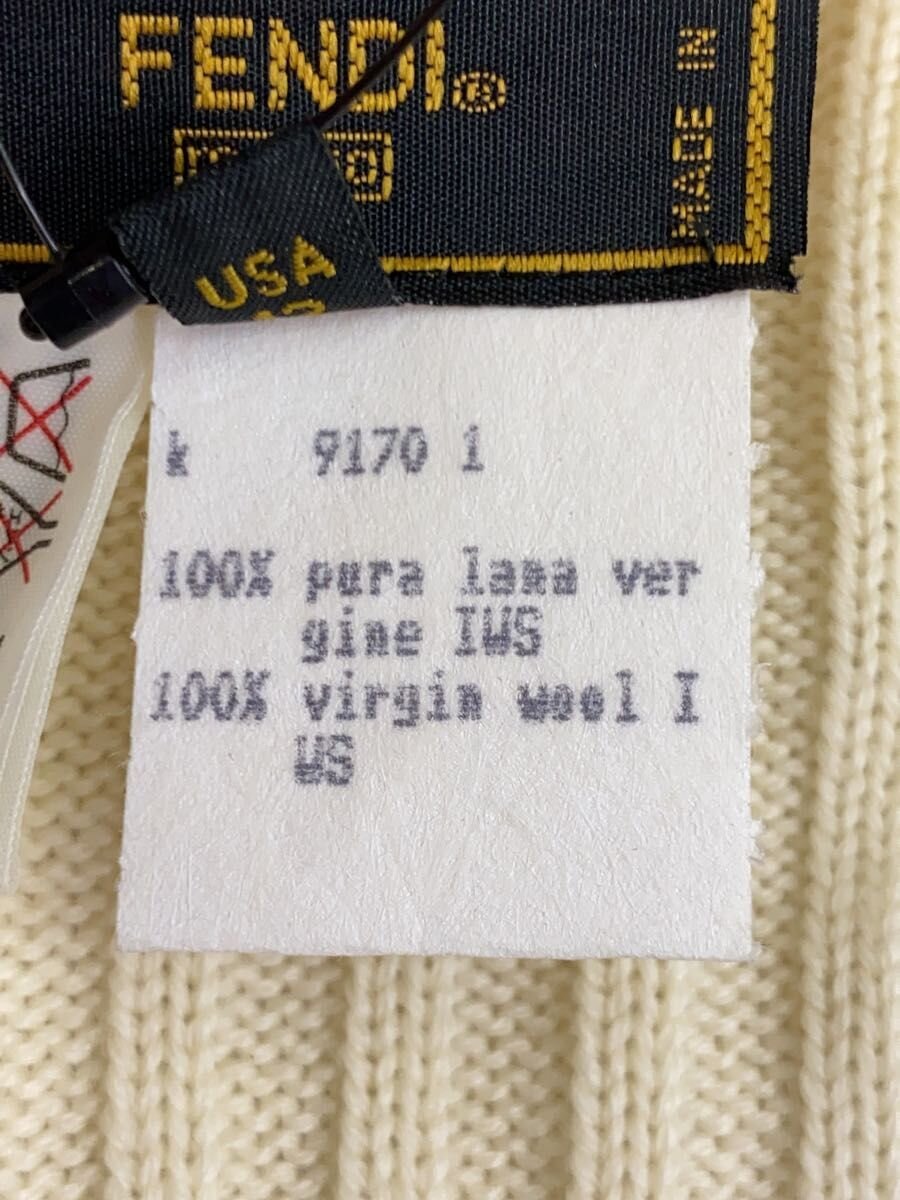 FENDI®
MADE IN
USA
k 9170 1
100% pura lana ver
gine IWS
100% virgin wool I
WS